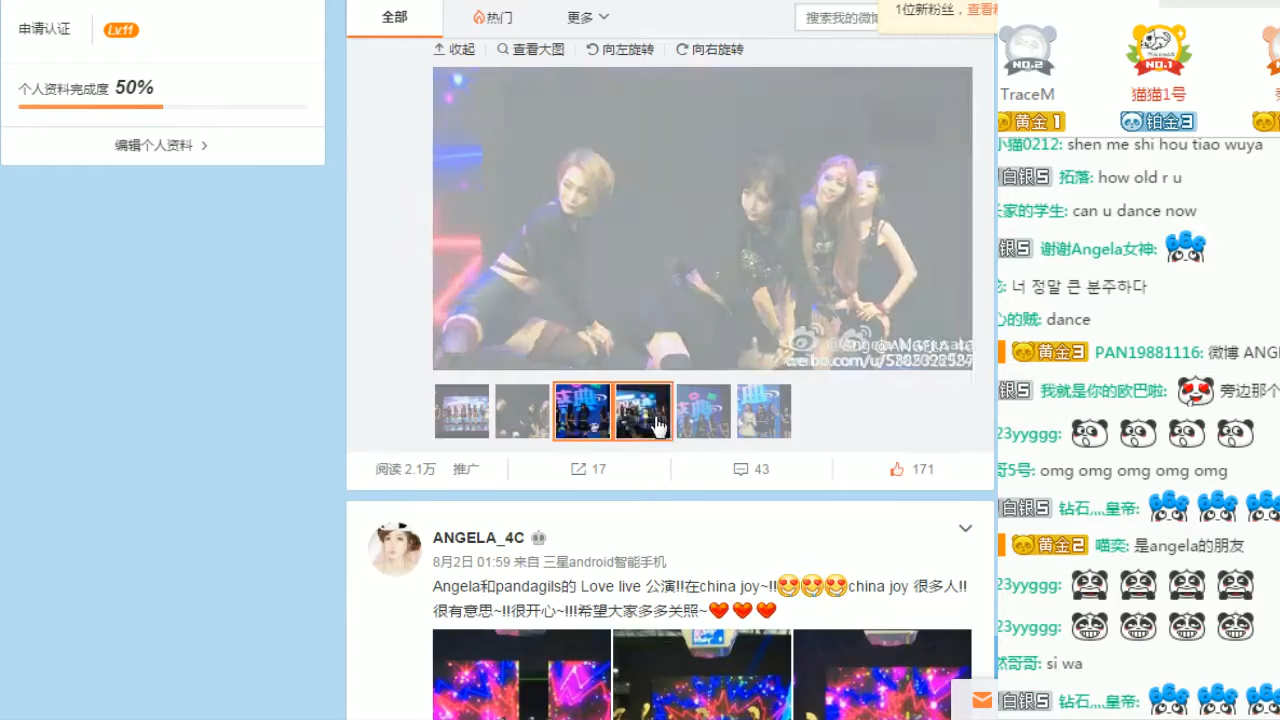 申请认证 Lv.11
个人资料完成度 50%
编辑个人资料
全部 热门 更多
搜索我的微
1位新粉丝，查看
收起 查看大图 向左旋转 向右旋转
阅读 2.1万 推广 17 43 171
ANGELA_4C
8月2日 01:59 来自 三星android智能手机
Angela和pandagils的 Love live 公演!!在china joy~!!china joy 很多人!!
很有意思~!!很开心~!!!希望大家多多关照~
NO.2 NO.1
TraceM 猫猫1号
黄金1 铂金3
小猫0212: shen me shi hou tiao wuya
白银5 拓落: how old r u
家的学生: can u dance now
银5 谢谢Angela女神: 666
: 너 정말 큰 분주하다
心的贼: dance
黄金3 PAN19881116: 微博 ANG
银5 我就是你的欧巴啦: 旁边那个
23yyggg:
哥5号: omg omg omg omg omg
白银5 钻石灬皇帝: 666 666 666
黄金2 喵奕: 是angela的朋友
23yyggg:
23yyggg:
然哥哥: si wa
白银5 钻石灬皇帝: 666 666 666